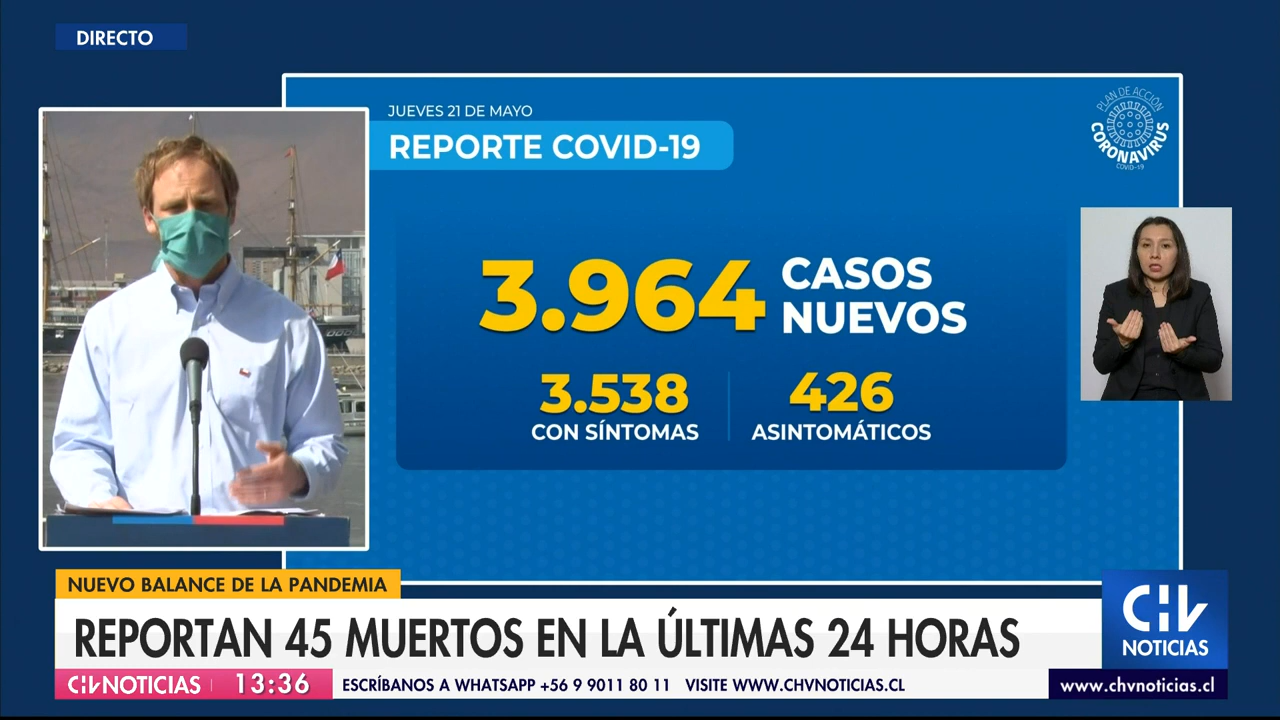 DIRECTO
JUEVES 21 DE MAYO
REPORTE COVID-19
PLAN DE ACCIÓN
CORONAVIRUS
COVID-19
3.964 CASOS NUEVOS
3.538 CON SÍNTOMAS
426 ASINTOMÁTICOS
NUEVO BALANCE DE LA PANDEMIA
REPORTAN 45 MUERTOS EN LA ÚLTIMAS 24 HORAS
CHV NOTICIAS
CHV NOTICIAS 13:36 ESCRÍBANOS A WHATSAPP +56 9 9011 80 11 VISITE WWW.CHVNOTICIAS.CL
www.chvnoticias.cl